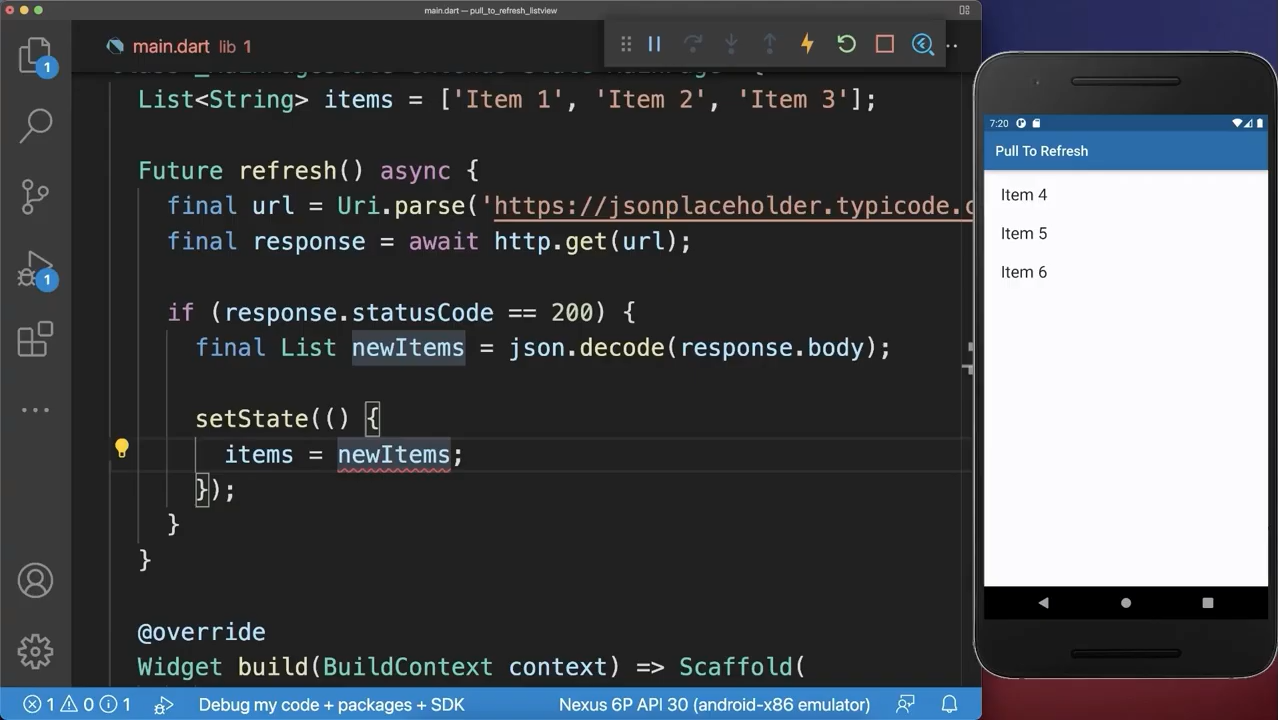 main.dart — pull_to_refresh_listview
main.dart lib 1
List<String> items = ['Item 1', 'Item 2', 'Item 3'];
Future refresh() async {
final url = Uri.parse('https://jsonplaceholder.typicode.c
final response = await http.get(url);
if (response.statusCode == 200) {
final List newItems = json.decode(response.body);
setState(() {
items = newItems;
});
}
}
@override
Widget build(BuildContext context) => Scaffold(
1
1
1 0 1 Debug my code + packages + SDK Nexus 6P API 30 (android-x86 emulator)
7:20
Pull To Refresh
Item 4
Item 5
Item 6